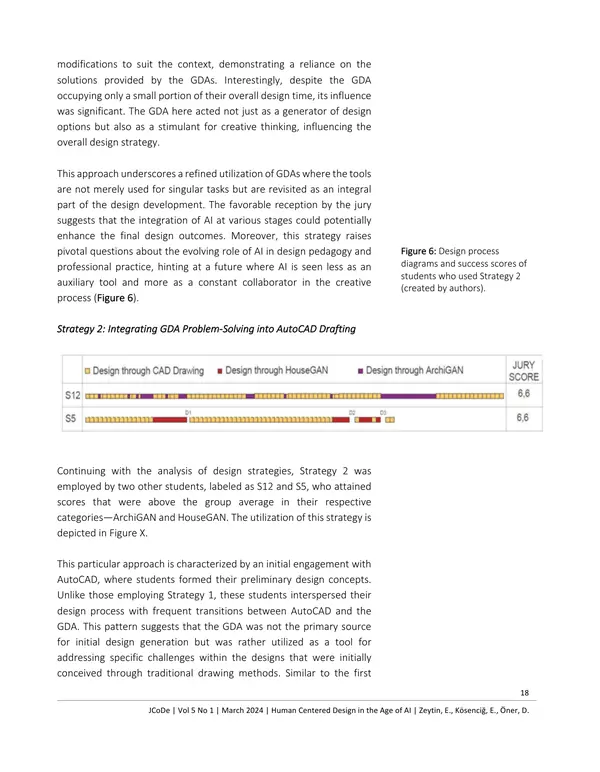 modifications to suit the context, demonstrating a reliance on the
solutions provided by the GDAs. Interestingly, despite the GDA
occupying only a small portion of their overall design time, its influence
was significant. The GDA here acted not just as a generator of design
options but also as a stimulant for creative thinking, influencing the
overall design strategy.
This approach underscores a refined utilization of GDAs where the tools
are not merely used for singular tasks but are revisited as an integral
part of the design development. The favorable reception by the jury
suggests that the integration of AI at various stages could potentially
enhance the final design outcomes. Moreover, this strategy raises
pivotal questions about the evolving role of AI in design pedagogy and
professional practice, hinting at a future where AI is seen less as an
auxiliary tool and more as a constant collaborator in the creative
process (Figure 6).
Figure 6: Design process
diagrams and success scores of
students who used Strategy 2
(created by authors).
Strategy 2: Integrating GDA Problem-Solving into AutoCAD Drafting
Design through CAD Drawing Design through HouseGAN Design through ArchiGAN JURY SCORE
S12 6,6
D1 D2 D3
S5 6,6
Continuing with the analysis of design strategies, Strategy 2 was
employed by two other students, labeled as S12 and S5, who attained
scores that were above the group average in their respective
categories—ArchiGAN and HouseGAN. The utilization of this strategy is
depicted in Figure X.
This particular approach is characterized by an initial engagement with
AutoCAD, where students formed their preliminary design concepts.
Unlike those employing Strategy 1, these students interspersed their
design process with frequent transitions between AutoCAD and the
GDA. This pattern suggests that the GDA was not the primary source
for initial design generation but was rather utilized as a tool for
addressing specific challenges within the designs that were initially
conceived through traditional drawing methods. Similar to the first
18
JCoDe | Vol 5 No 1 | March 2024 | Human Centered Design in the Age of AI | Zeytin, E., Kösenciğ, E., Öner, D.